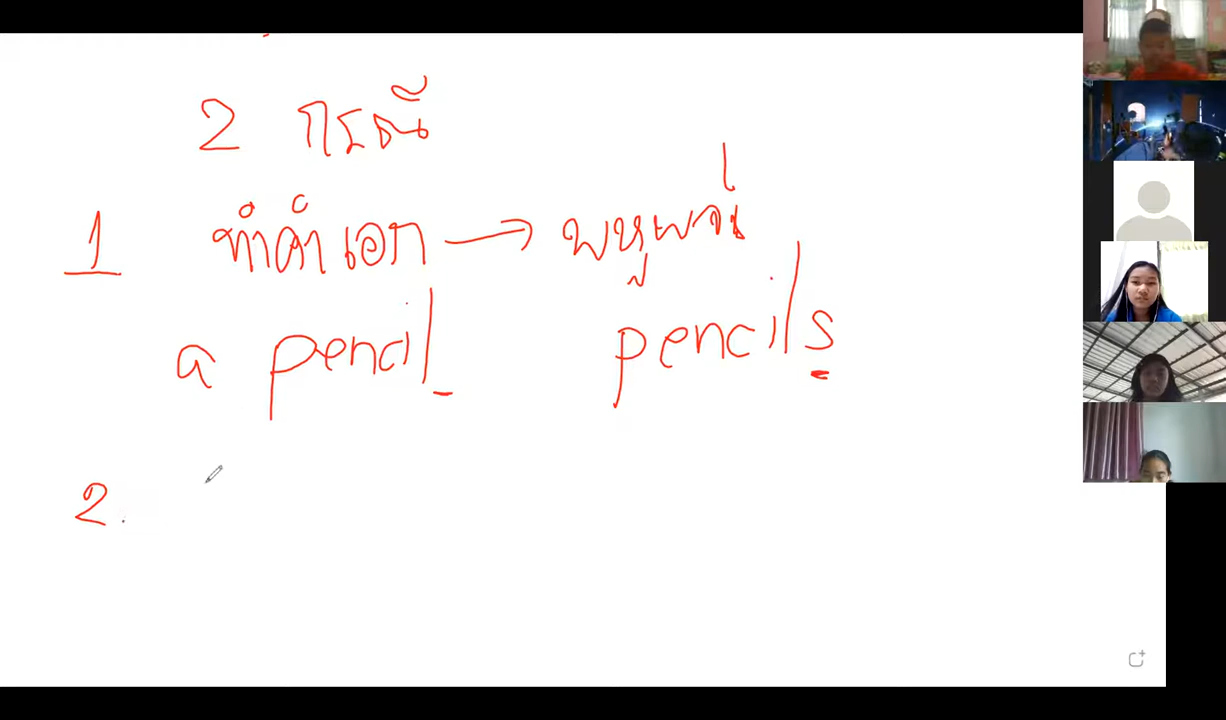 2 กรณี
1 ทำคำเอก → พหูพจน์
a pencil pencils
2.